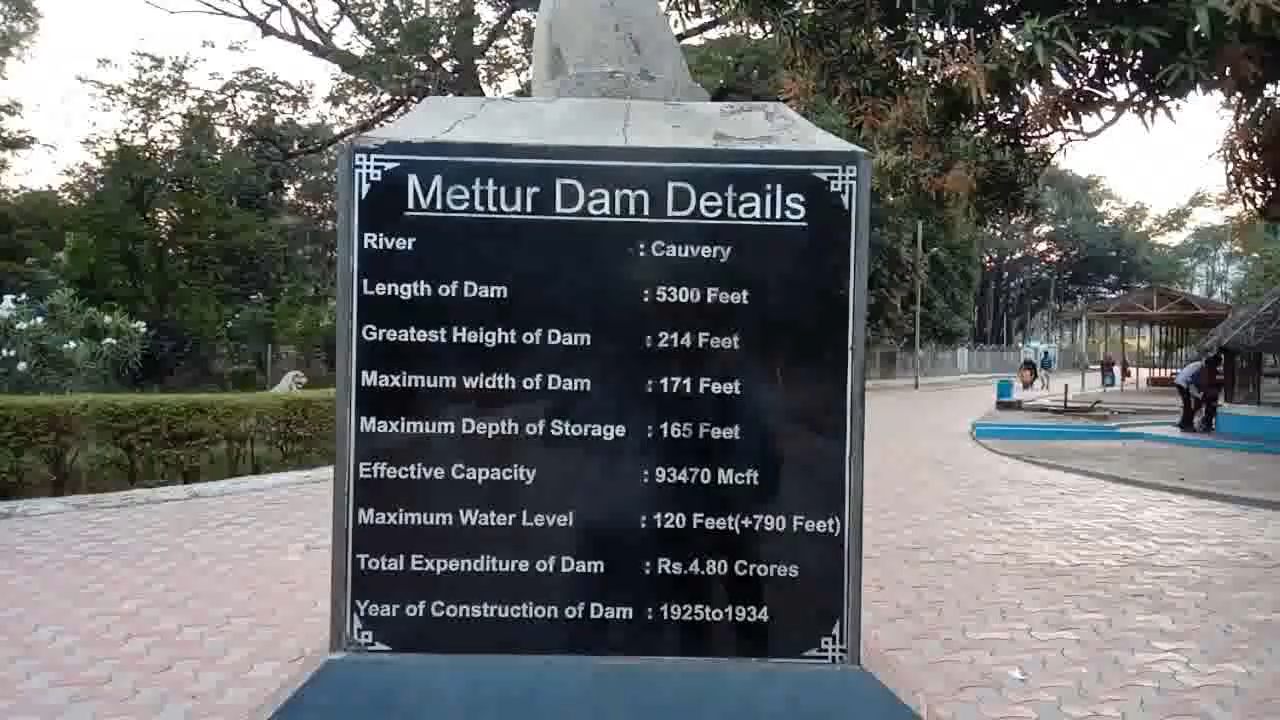 Mettur Dam Details
River : Cauvery
Length of Dam : 5300 Feet
Greatest Height of Dam : 214 Feet
Maximum width of Dam : 171 Feet
Maximum Depth of Storage : 165 Feet
Effective Capacity : 93470 Mcft
Maximum Water Level : 120 Feet(+790 Feet)
Total Expenditure of Dam : Rs.4.80 Crores
Year of Construction of Dam : 1925to1934